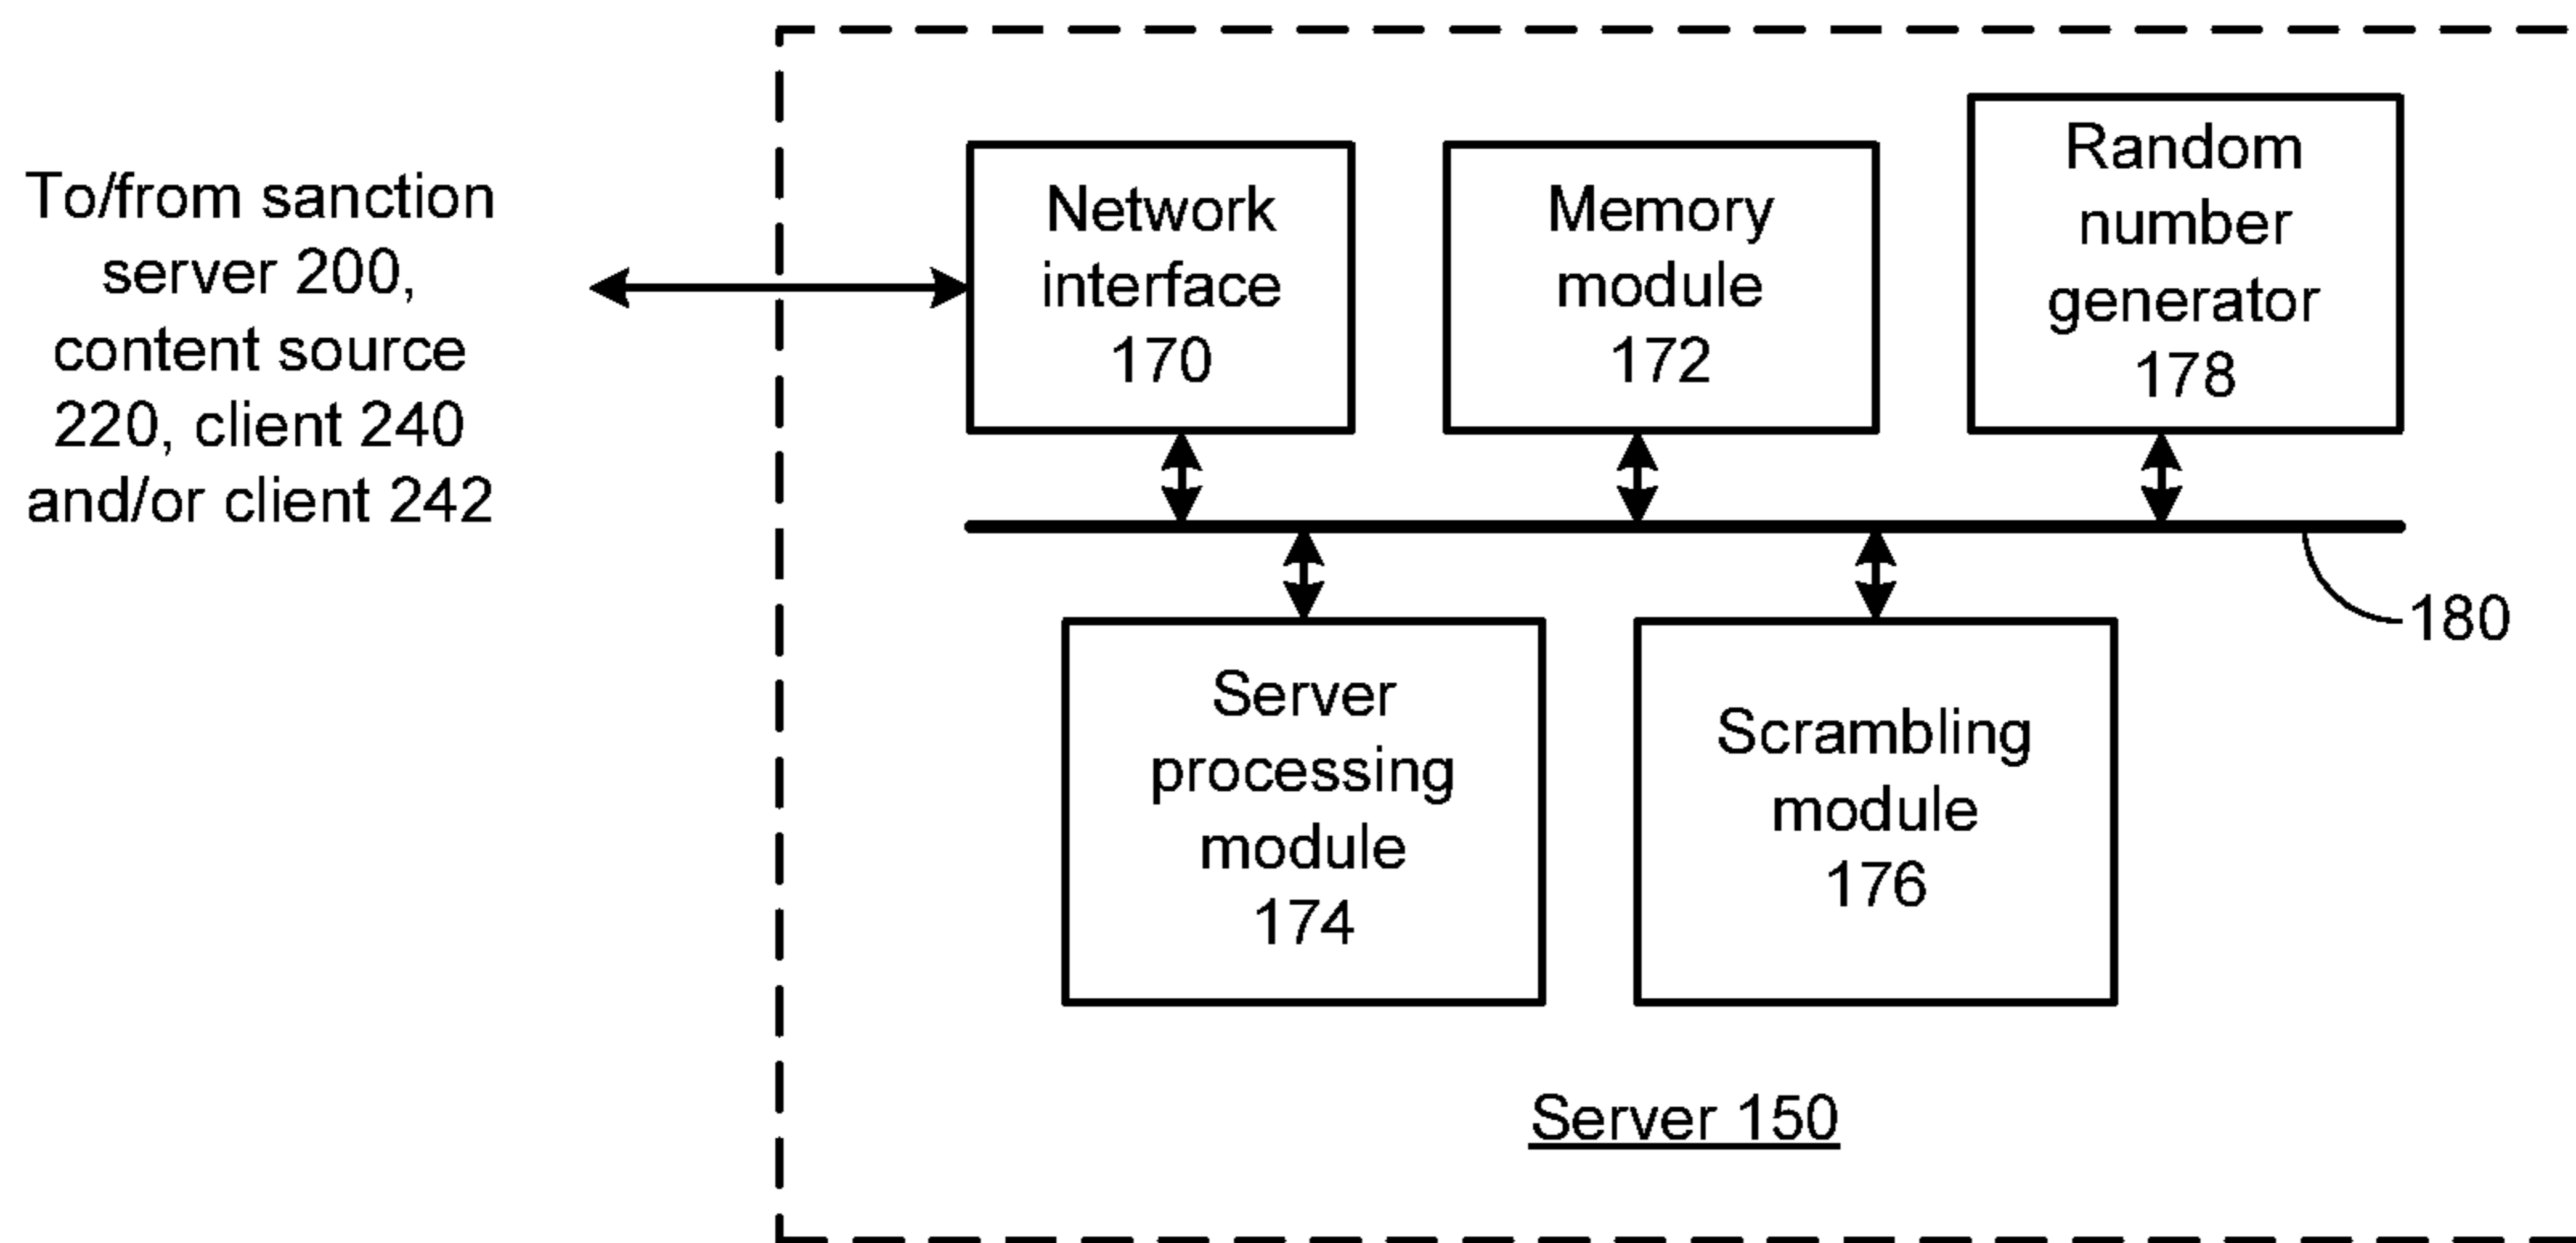 To/from sanction
server 200,
content source
220, client 240
and/or client 242
Network
interface
170
Memory
module
172
Random
number
generator
178
180
Server
processing
module
174
Scrambling
module
176
Server 150